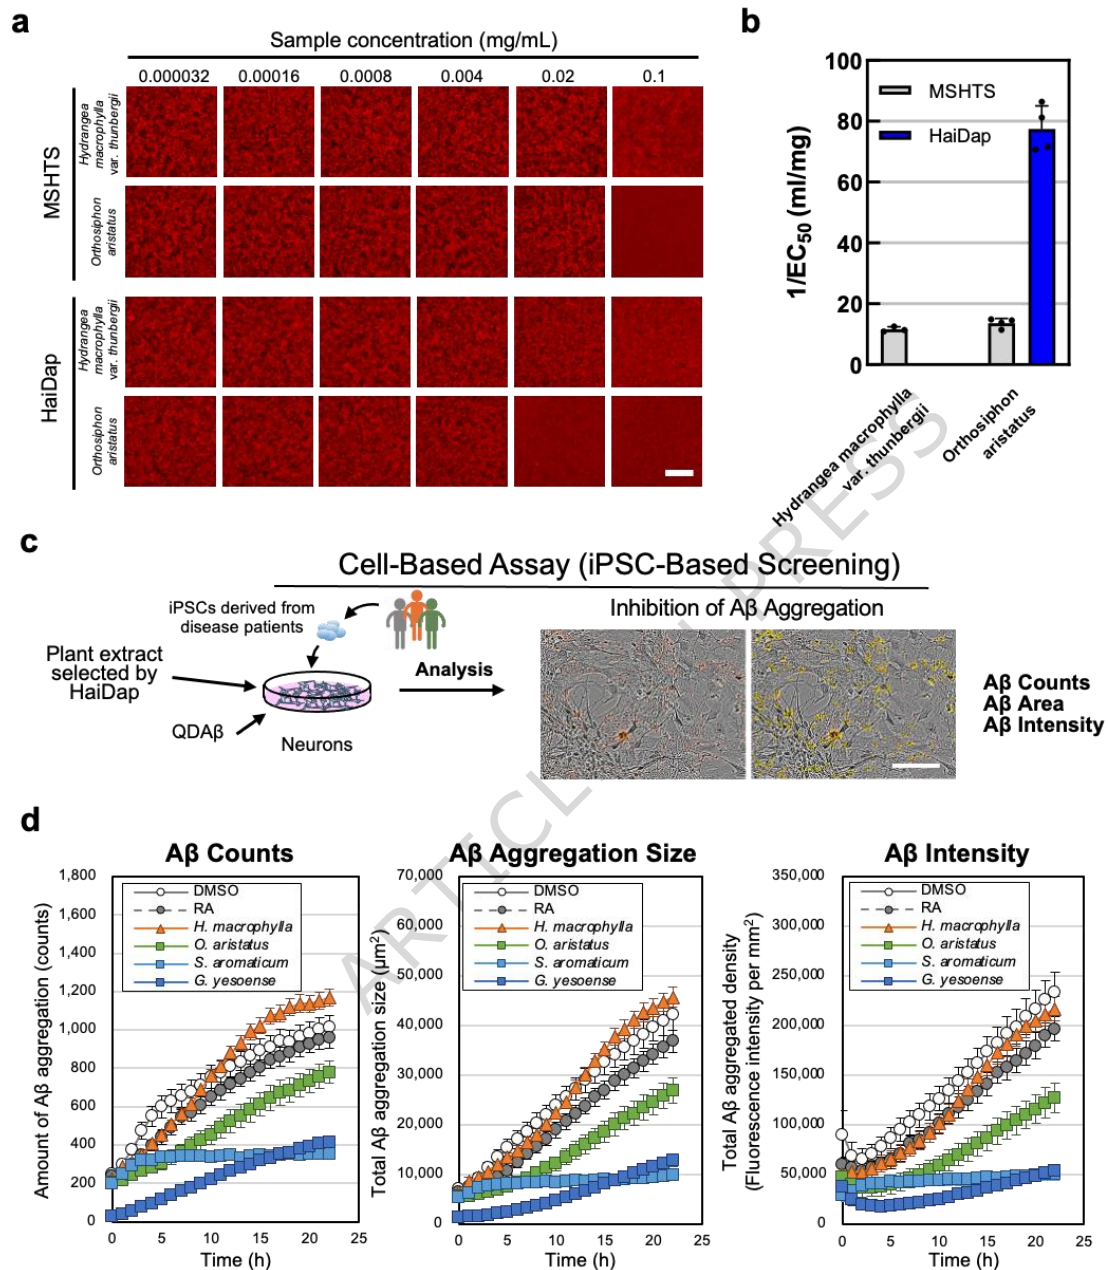 a
Sample concentration (mg/mL)
0.000032 0.00016 0.0008 0.004 0.02 0.1
MSHTS
Hydrangea
macrophylla
var. thunbergii
Orthosiphon
aristatus
HaiDap
Hydrangea
macrophylla
var. thunbergii
Orthosiphon
aristatus
b
1/EC50 (ml/mg)
100
80
60
40
20
0
MSHTS
HaiDap
Hydrangea macrophylla
var. thunbergii
Orthosiphon
aristatus
c
Cell-Based Assay (iPSC-Based Screening)
iPSCs derived from
disease patients
Plant extract
selected by
HaiDap
QDAβ
Neurons
Analysis
Inhibition of Aβ Aggregation
Aβ Counts
Aβ Area
Aβ Intensity
d
Aβ Counts
Amount of Aβ aggregation (counts)
1,800
1,600
1,400
1,200
1,000
800
600
400
200
0
DMSO
RA
H. macrophylla
O. aristatus
S. aromaticum
G. yesoense
0 5 10 15 20 25
Time (h)
Aβ Aggregation Size
Total Aβ aggregation size (μm2)
70,000
60,000
50,000
40,000
30,000
20,000
10,000
0
DMSO
RA
H. macrophylla
O. aristatus
S. aromaticum
G. yesoense
0 5 10 15 20 25
Time (h)
Aβ Intensity
Total Aβ aggregated density
(Fluorescence intensity per mm2)
350,000
300,000
250,000
200,000
150,000
100,000
50,000
0
DMSO
RA
H. macrophylla
O. aristatus
S. aromaticum
G. yesoense
0 5 10 15 20 25
Time (h)
ARTICL
PRESS